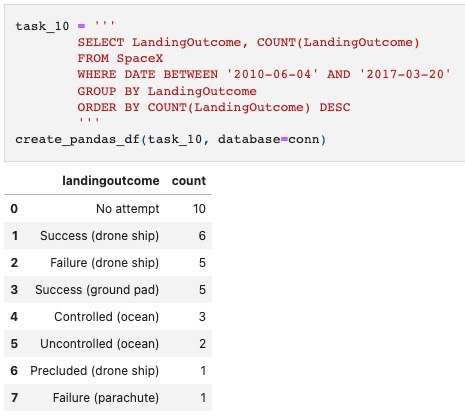 task_10 = '''
SELECT LandingOutcome, COUNT(LandingOutcome)
FROM SpaceX
WHERE DATE BETWEEN '2010-06-04' AND '2017-03-20'
GROUP BY LandingOutcome
ORDER BY COUNT(LandingOutcome) DESC
'''
create_pandas_df(task_10, database=conn)
landingoutcome count
0 No attempt 10
1 Success (drone ship) 6
2 Failure (drone ship) 5
3 Success (ground pad) 5
4 Controlled (ocean) 3
5 Uncontrolled (ocean) 2
6 Precluded (drone ship) 1
7 Failure (parachute) 1